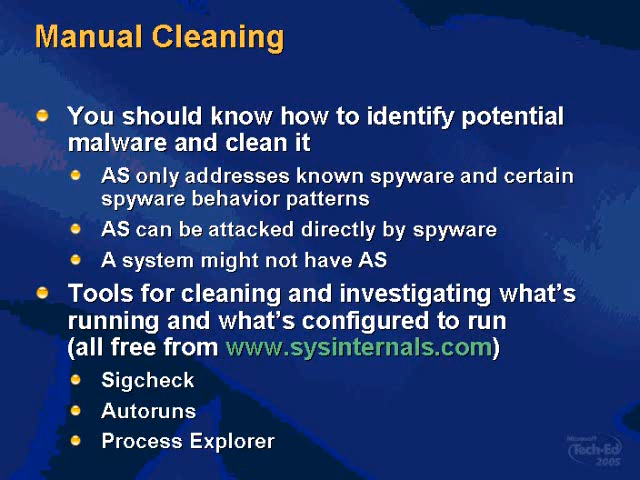 Manual Cleaning
You should know how to identify potential
malware and clean it
AS only addresses known spyware and certain
spyware behavior patterns
AS can be attacked directly by spyware
A system might not have AS
Tools for cleaning and investigating what's
running and what's configured to run
(all free from www.sysinternals.com)
Sigcheck
Autoruns
Process Explorer
Microsoft
Tech·Ed
2005